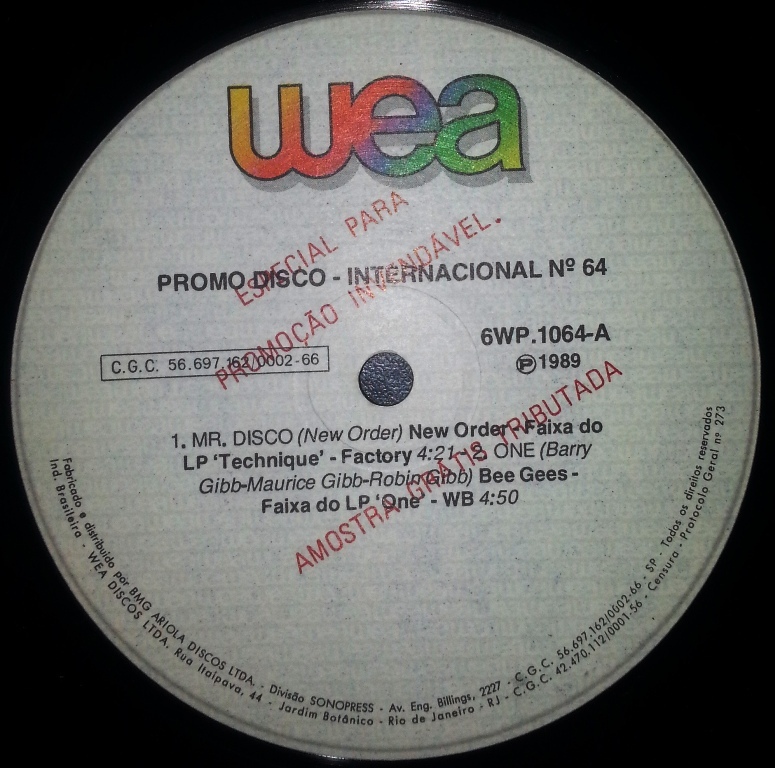 wea
ESPECIAL PARA
PROMOÇÃO INVENDÁVEL.
PROMO DISCO - INTERNACIONAL Nº 64
6WP.1064-A
Ⓟ1989
C.G.C. 56.697.162/0002-66
1. MR. DISCO (New Order) New Order - Faixa do
LP ‘Technique’ - Factory 4:21 - 2. ONE (Barry
Gibb-Maurice Gibb-Robin Gibb) Bee Gees -
Faixa do LP ‘One’ - WB 4:50
AMOSTRA GRÁTIS TRIBUTADA
Fabricado e distribuído por BMG ARIOLA DISCOS LTDA. - Divisão SONOPRESS - Av. Eng. Billings, 2227 - C.G.C. 56.697.162/0002-66 - SP - Todos os direitos reservados
Ind. Brasileira - WEA DISCOS LTDA. Rua Itaipava, 44 - Jardim Botânico - Rio de Janeiro - RJ - C.G.C. 42.470.112/0001-56 - Censura - Protocolo Geral nº 273